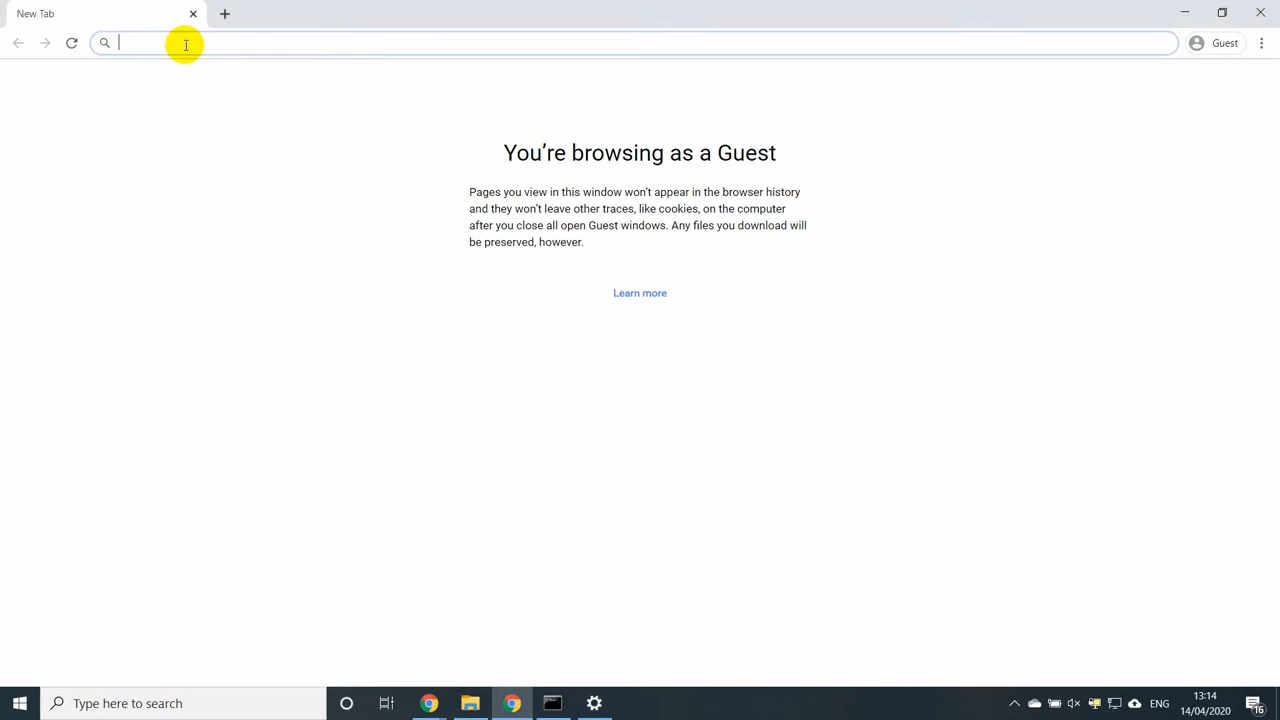 New Tab
Guest
You're browsing as a Guest
Pages you view in this window won't appear in the browser history
and they won't leave other traces, like cookies, on the computer
after you close all open Guest windows. Any files you download will
be preserved, however.
Learn more
Type here to search
ENG
13:14
14/04/2020
16